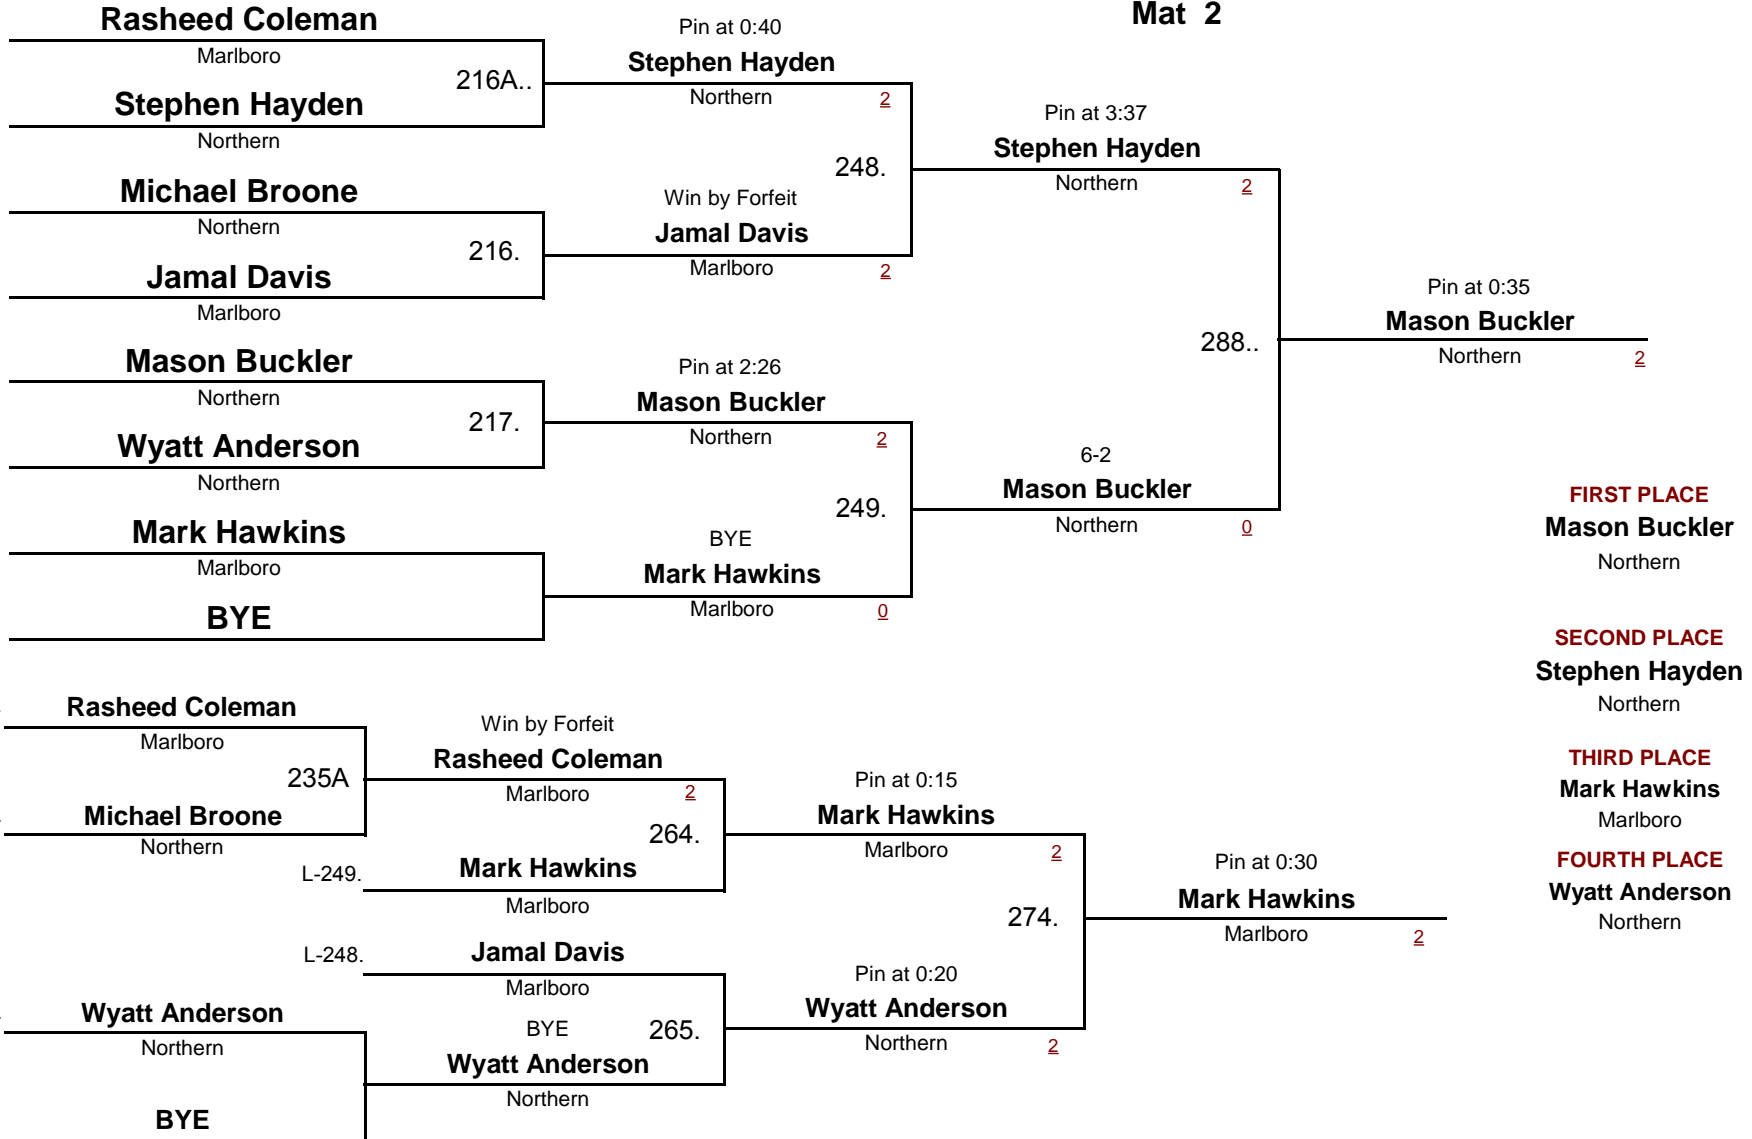 Mat 2
Rasheed Coleman
Marlboro
216A..
Stephen Hayden
Northern
Pin at 0:40
Stephen Hayden
Northern
2
Michael Broone
Northern
216.
Jamal Davis
Marlboro
Win by Forfeit
Jamal Davis
Marlboro
2
248.
Pin at 3:37
Stephen Hayden
Northern
2
Mason Buckler
Northern
217.
Wyatt Anderson
Northern
Pin at 2:26
Mason Buckler
Northern
2
Mark Hawkins
Marlboro
BYE
BYE
Mark Hawkins
Marlboro
0
249.
6-2
Mason Buckler
Northern
0
288..
Pin at 0:35
Mason Buckler
Northern
2
FIRST PLACE
Mason Buckler
Northern
SECOND PLACE
Stephen Hayden
Northern
THIRD PLACE
Mark Hawkins
Marlboro
FOURTH PLACE
Wyatt Anderson
Northern
Rasheed Coleman
Marlboro
235A
Michael Broone
Northern
Win by Forfeit
Rasheed Coleman
Marlboro
2
264.
L-249.
Mark Hawkins
Marlboro
Pin at 0:15
Mark Hawkins
Marlboro
2
L-248.
Jamal Davis
Marlboro
265.
Wyatt Anderson
Northern
BYE
BYE
Wyatt Anderson
Northern
Pin at 0:20
Wyatt Anderson
Northern
2
274.
Pin at 0:30
Mark Hawkins
Marlboro
2